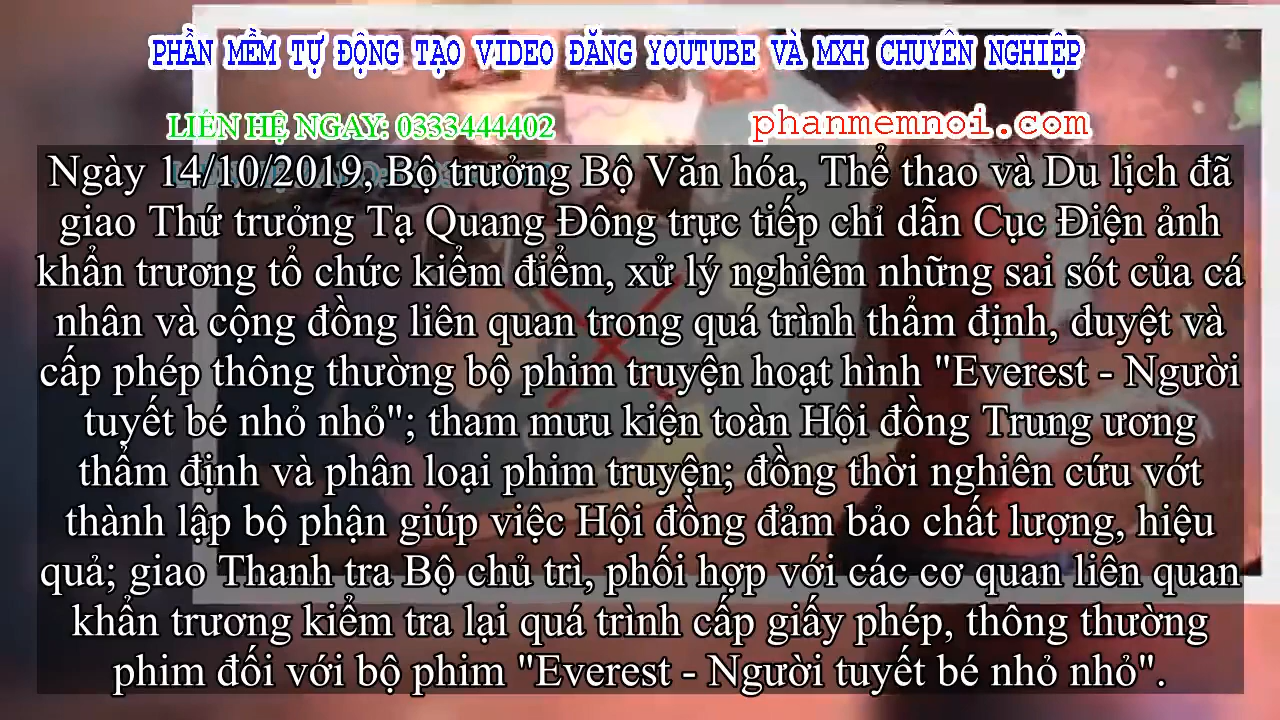 PHẦN MỀM TỰ ĐỘNG TẠO VIDEO ĐĂNG YOUTUBE VÀ MXH CHUYÊN NGHIỆP
LIÊN HỆ NGAY: 0333444402
phanmemnoi.com
Ngày 14/10/2019, Bộ trưởng Bộ Văn hóa, Thể thao và Du lịch đã
giao Thứ trưởng Tạ Quang Đông trực tiếp chỉ dẫn Cục Điện ảnh
khẩn trương tổ chức kiểm điểm, xử lý nghiêm những sai sót của cá
nhân và cộng đồng liên quan trong quá trình thẩm định, duyệt và
cấp phép thông thường bộ phim truyện hoạt hình "Everest - Người
tuyết bé nhỏ nhỏ"; tham mưu kiện toàn Hội đồng Trung ương
thẩm định và phân loại phim truyện; đồng thời nghiên cứu vớt
thành lập bộ phận giúp việc Hội đồng đảm bảo chất lượng, hiệu
quả; giao Thanh tra Bộ chủ trì, phối hợp với các cơ quan liên quan
khẩn trương kiểm tra lại quá trình cấp giấy phép, thông thường
phim đối với bộ phim "Everest - Người tuyết bé nhỏ nhỏ".